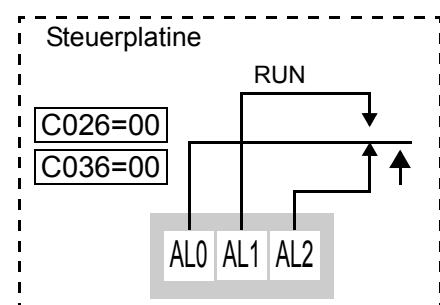 Steuerplatine
RUN
C026=00
C036=00
AL0 AL1 AL2